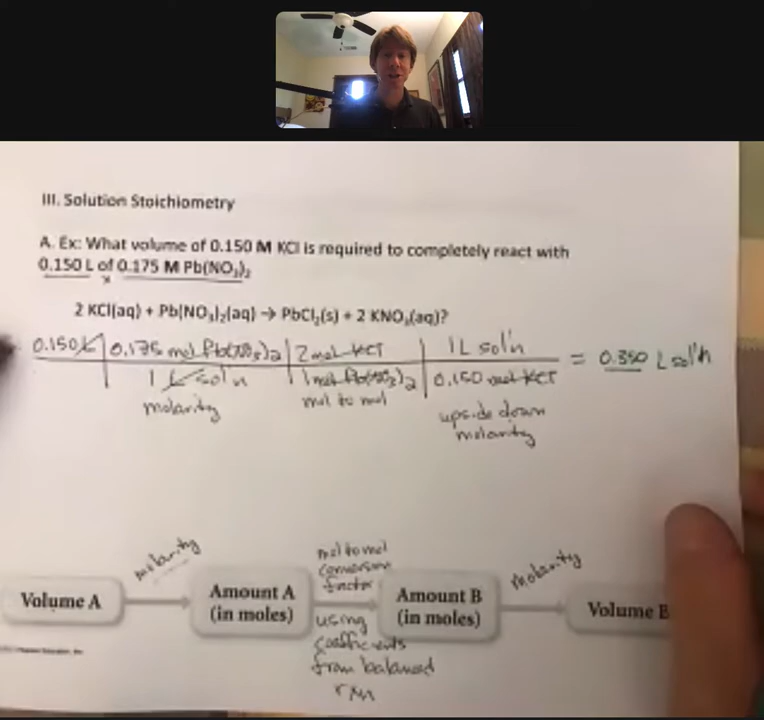 III. Solution Stoichiometry
A. Ex: What volume of 0.150 M KCl is required to completely react with
0.150 L of 0.175 M Pb(NO₃)₂
2 KCl(aq) + Pb(NO₃)₂(aq) → PbCl₂(s) + 2 KNO₃(aq)?
0.150 L | 0.175 mol Pb(NO₃)₂ | 2 mol KCl | 1 L sol'n = 0.350 L sol'n
1 L sol'n | 1 mol Pb(NO₃)₂ | 0.150 mol KCl
molarity mol to mol upside down
molarity
molarity mol to mol conversion factor molarity
Volume A Amount A (in moles) Amount B (in moles) Volume B
using
coefficients
from balanced
rxn